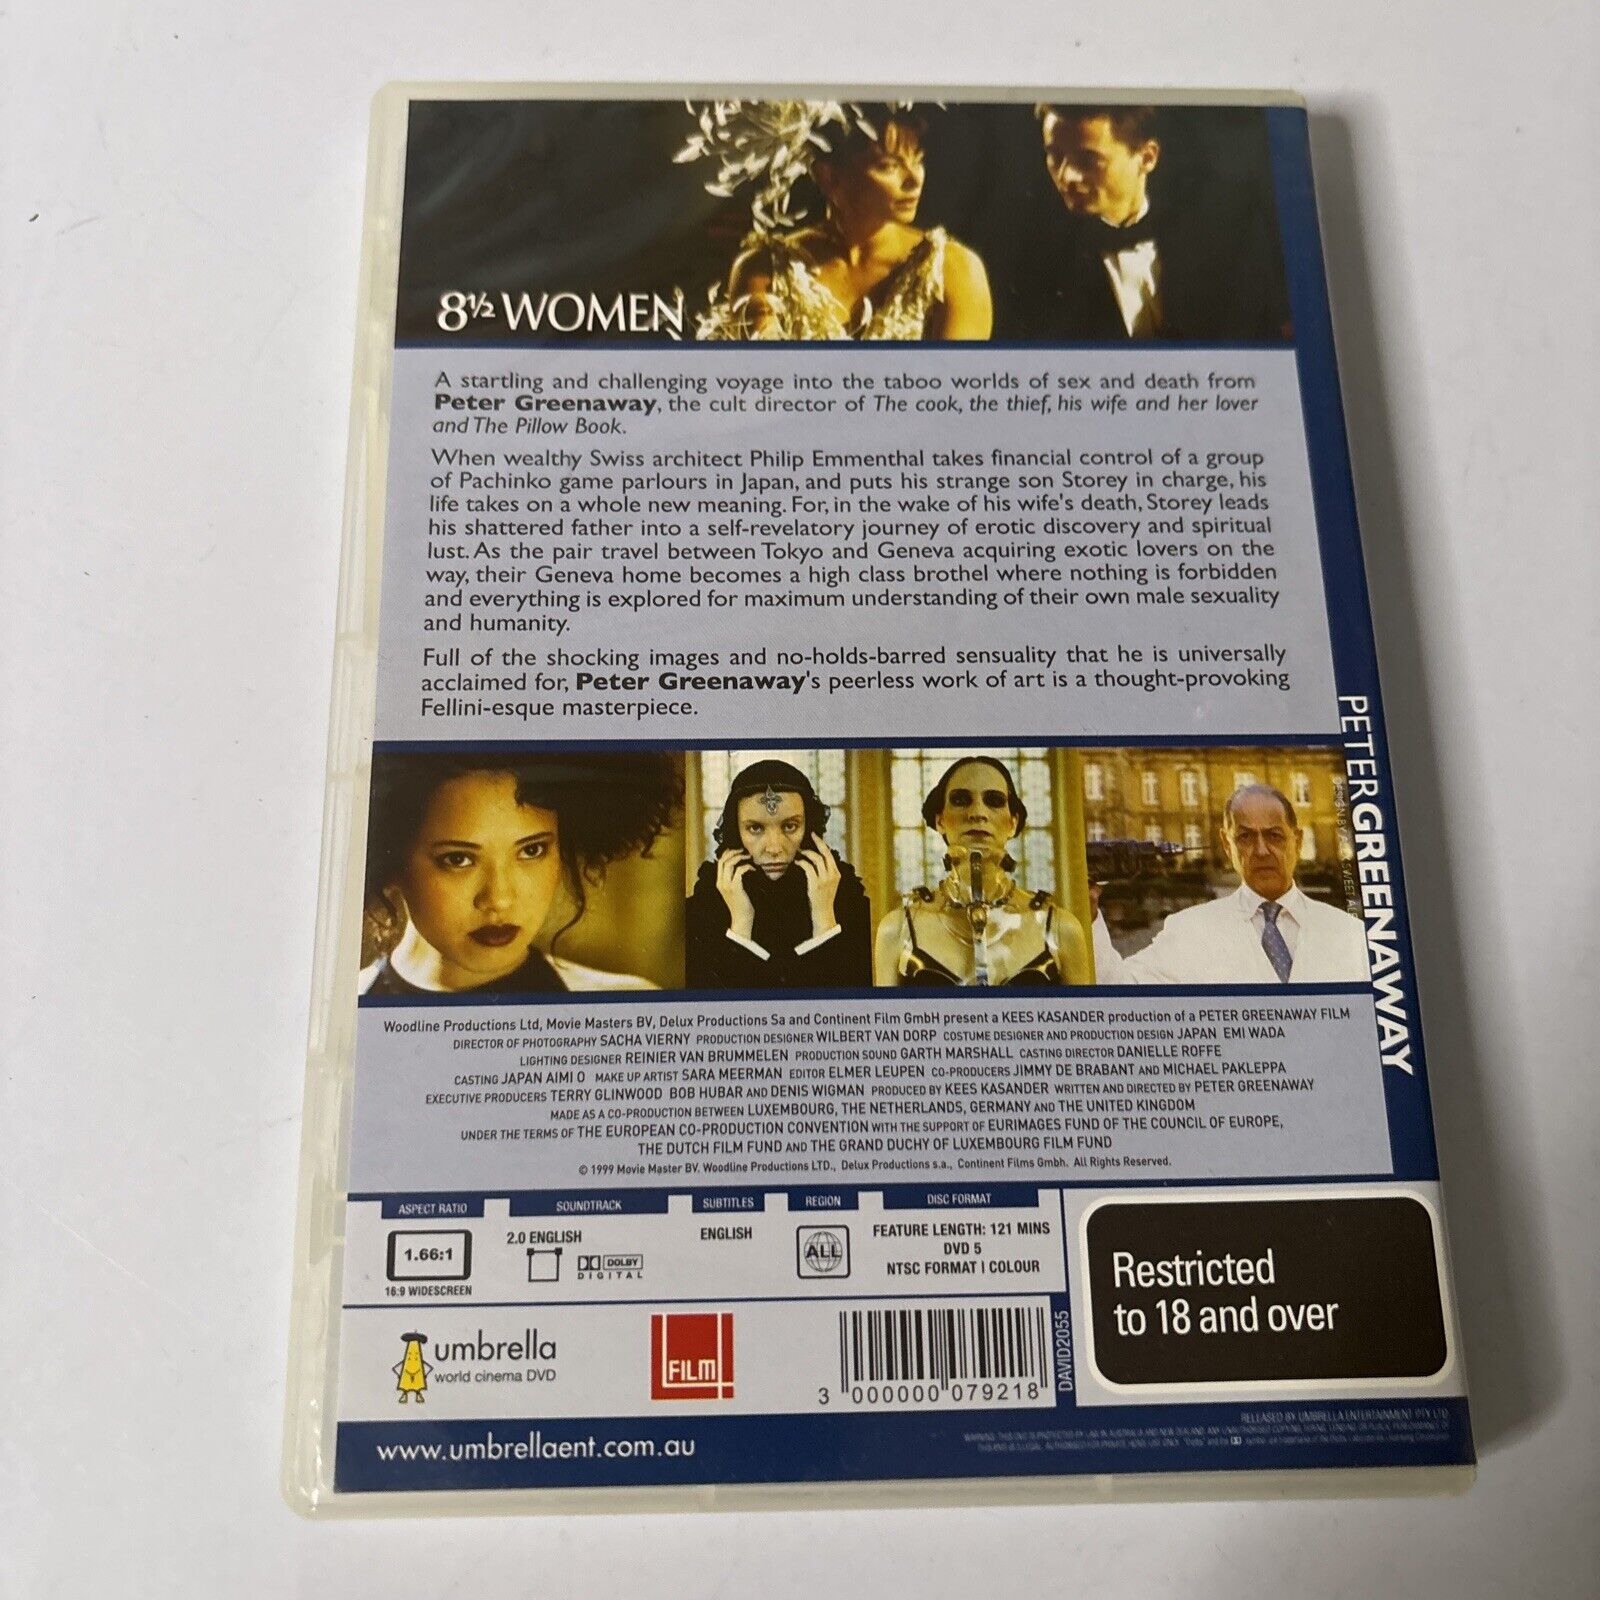 8½ WOMEN
A startling and challenging voyage into the taboo worlds of sex and death from
Peter Greenaway, the cult director of The cook, the thief, his wife and her lover
and The Pillow Book.
When wealthy Swiss architect Philip Emmenthal takes financial control of a group
of Pachinko game parlours in Japan, and puts his strange son Storey in charge, his
life takes on a whole new meaning. For, in the wake of his wife's death, Storey leads
his shattered father into a self-revelatory journey of erotic discovery and spiritual
lust. As the pair travel between Tokyo and Geneva acquiring exotic lovers on the
way, their Geneva home becomes a high class brothel where nothing is forbidden
and everything is explored for maximum understanding of their own male sexuality
and humanity.
Full of the shocking images and no-holds-barred sensuality that he is universally
acclaimed for, Peter Greenaway's peerless work of art is a thought-provoking
Fellini-esque masterpiece.
PETERGREENAWAY
Woodline Productions Ltd, Movie Masters BV, Delux Productions Sa and Continent Film GmbH present a KEES KASANDER production of a PETER GREENAWAY FILM
DIRECTOR OF PHOTOGRAPHY SACHA VIERNY PRODUCTION DESIGNER WILBERT VAN DORP COSTUME DESIGNER AND PRODUCTION DESIGN JAPAN EMI WADA
LIGHTING DESIGNER REINIER VAN BRUMMELEN PRODUCTION SOUND GARTH MARSHALL CASTING DIRECTOR DANIELLE ROFFE
CASTING JAPAN AIMI O MAKE UP ARTIST SARA MEERMAN EDITOR ELMER LEUPEN CO-PRODUCERS JIMMY DE BRABANT AND MICHAEL PAKLEPPA
EXECUTIVE PRODUCERS TERRY GLINWOOD BOB HUBAR AND DENIS WIGMAN PRODUCED BY KEES KASANDER WRITTEN AND DIRECTED BY PETER GREENAWAY
MADE AS A CO-PRODUCTION BETWEEN LUXEMBOURG, THE NETHERLANDS, GERMANY AND THE UNITED KINGDOM
UNDER THE TERMS OF THE EUROPEAN CO-PRODUCTION CONVENTION WITH THE SUPPORT OF EURIMAGES FUND OF THE COUNCIL OF EUROPE,
THE DUTCH FILM FUND AND THE GRAND DUCHY OF LUXEMBOURG FILM FUND
© 1999 Movie Master BV. Woodline Productions LTD., Delux Productions s.a., Continent Films Gmbh. All Rights Reserved.
ASPECT RATIO
1.66:1
16:9 WIDESCREEN
SOUNDTRACK
2.0 ENGLISH
DOLBY
DIGITAL
SUBTITLES
ENGLISH
REGION
ALL
DISC FORMAT
FEATURE LENGTH: 121 MINS
DVD 5
NTSC FORMAT | COLOUR
Restricted
to 18 and over
umbrella
world cinema DVD
FILM
3 000000 079218
DAVID2055
www.umbrellaent.com.au
RELEASED BY UMBRELLA ENTERTAINMENT PTY LTD